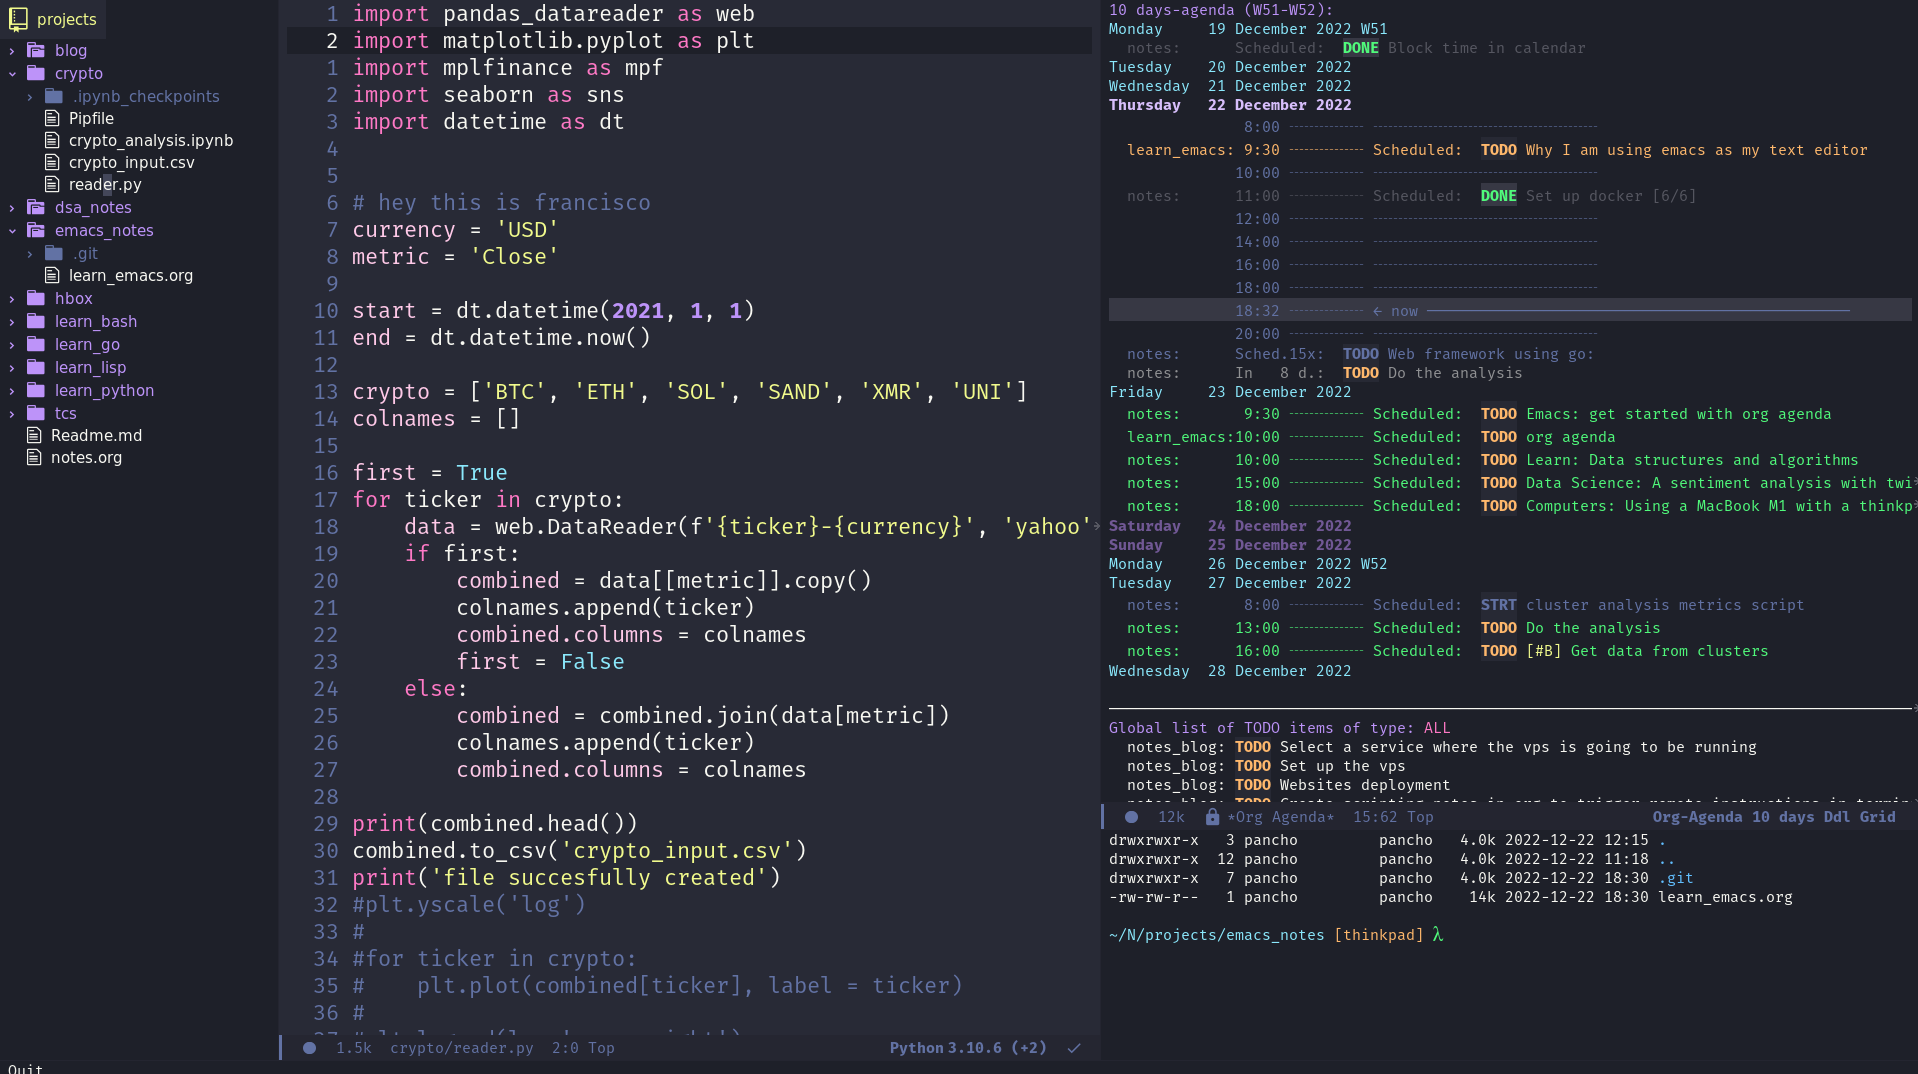 projects
blog
crypto
.ipynb_checkpoints
Pipfile
crypto_analysis.ipynb
crypto_input.csv
reader.py
dsa_notes
emacs_notes
.git
learn_emacs.org
hbox
learn_bash
learn_go
learn_lisp
learn_python
tcs
Readme.md
notes.org
1 import pandas_datareader as web
2 import matplotlib.pyplot as plt
1 import mplfinance as mpf
2 import seaborn as sns
3 import datetime as dt
4
5
6 # hey this is francisco
7 currency = 'USD'
8 metric = 'Close'
9
10 start = dt.datetime(2021, 1, 1)
11 end = dt.datetime.now()
12
13 crypto = ['BTC', 'ETH', 'SOL', 'SAND', 'XMR', 'UNI']
14 colnames = []
15
16 first = True
17 for ticker in crypto:
18     data = web.DataReader(f'{ticker}-{currency}', 'yahoo'
19     if first:
20         combined = data[[metric]].copy()
21         colnames.append(ticker)
22         combined.columns = colnames
23         first = False
24     else:
25         combined = combined.join(data[metric])
26         colnames.append(ticker)
27         combined.columns = colnames
28
29 print(combined.head())
30 combined.to_csv('crypto_input.csv')
31 print('file succesfully created')
32 #plt.yscale('log')
33 #
34 #for ticker in crypto:
35 #    plt.plot(combined[ticker], label = ticker)
36 #
1.5k crypto/reader.py 2:0 Top Python 3.10.6 (+2)
10 days-agenda (W51-W52):
Monday 19 December 2022 W51
notes: Scheduled: DONE Block time in calendar
Tuesday 20 December 2022
Wednesday 21 December 2022
Thursday 22 December 2022
8:00
learn_emacs: 9:30 Scheduled: TODO Why I am using emacs as my text editor
10:00
notes: 11:00 Scheduled: DONE Set up docker [6/6]
12:00
14:00
16:00
18:00
18:32 ← now
20:00
notes: Sched.15x: TODO Web framework using go:
notes: In 8 d.: TODO Do the analysis
Friday 23 December 2022
notes: 9:30 Scheduled: TODO Emacs: get started with org agenda
learn_emacs:10:00 Scheduled: TODO org agenda
notes: 10:00 Scheduled: TODO Learn: Data structures and algorithms
notes: 15:00 Scheduled: TODO Data Science: A sentiment analysis with twi
notes: 18:00 Scheduled: TODO Computers: Using a MacBook M1 with a thinkp
Saturday 24 December 2022
Sunday 25 December 2022
Monday 26 December 2022 W52
Tuesday 27 December 2022
notes: 8:00 Scheduled: STRT cluster analysis metrics script
notes: 13:00 Scheduled: TODO Do the analysis
notes: 16:00 Scheduled: TODO [#B] Get data from clusters
Wednesday 28 December 2022
Global list of TODO items of type: ALL
notes_blog: TODO Select a service where the vps is going to be running
notes_blog: TODO Set up the vps
notes_blog: TODO Websites deployment
12k *Org Agenda* 15:62 Top Org-Agenda 10 days Ddl Grid
drwxrwxr-x 3 pancho pancho 4.0k 2022-12-22 12:15 .
drwxrwxr-x 12 pancho pancho 4.0k 2022-12-22 11:18 ..
drwxrwxr-x 7 pancho pancho 4.0k 2022-12-22 18:30 .git
-rw-rw-r-- 1 pancho pancho 14k 2022-12-22 18:30 learn_emacs.org
~/N/projects/emacs_notes [thinkpad] λ
Quit